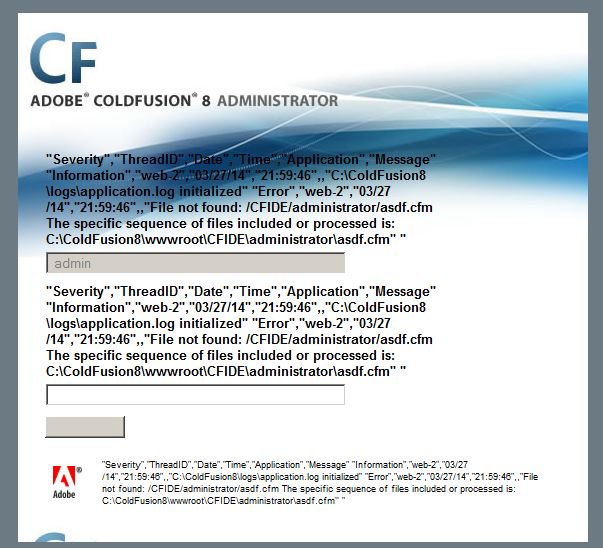 CF
ADOBE® COLDFUSION® 8 ADMINISTRATOR
"Severity","ThreadID","Date","Time","Application","Message"
"Information","web-2","03/27/14","21:59:46",,"C:\ColdFusion8
\logs\application.log initialized" "Error","web-2","03/27
/14","21:59:46",,"File not found: /CFIDE/administrator/asdf.cfm
The specific sequence of files included or processed is:
C:\ColdFusion8\wwwroot\CFIDE\administrator\asdf.cfm" "
admin
"Severity","ThreadID","Date","Time","Application","Message"
"Information","web-2","03/27/14","21:59:46",,"C:\ColdFusion8
\logs\application.log initialized" "Error","web-2","03/27
/14","21:59:46",,"File not found: /CFIDE/administrator/asdf.cfm
The specific sequence of files included or processed is:
C:\ColdFusion8\wwwroot\CFIDE\administrator\asdf.cfm" "
Adobe®
"Severity","ThreadID","Date","Time","Application","Message" "Information","web-2","03/27
/14","21:59:46",,"C:\ColdFusion8\logs\application.log initialized" "Error","web-2","03/27/14","21:59:46",,"File
not found: /CFIDE/administrator/asdf.cfm The specific sequence of files included or processed is:
C:\ColdFusion8\wwwroot\CFIDE\administrator\asdf.cfm" "